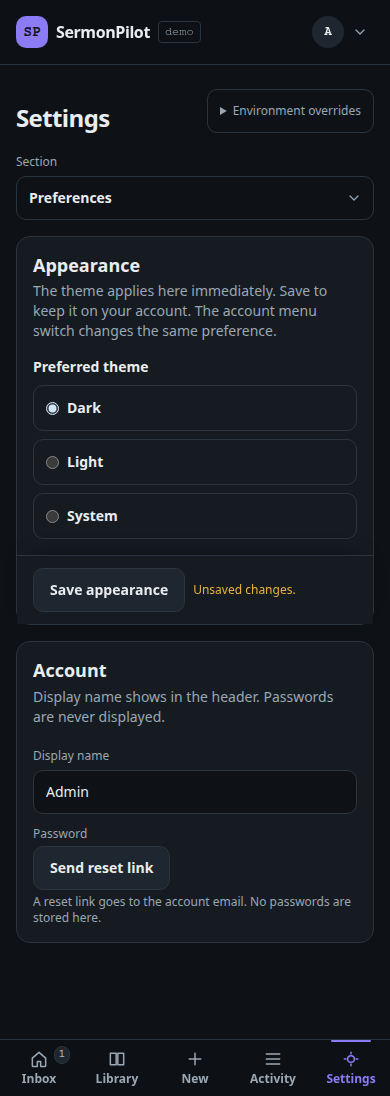 SP SermonPilot demo A
Settings
Environment overrides
Section
Preferences
Appearance
The theme applies here immediately. Save to
keep it on your account. The account menu
switch changes the same preference.
Preferred theme
Dark
Light
System
Save appearance Unsaved changes.
Account
Display name shows in the header. Passwords
are never displayed.
Display name
Admin
Password
Send reset link
A reset link goes to the account email. No passwords are
stored here.
1
Inbox Library New Activity Settings